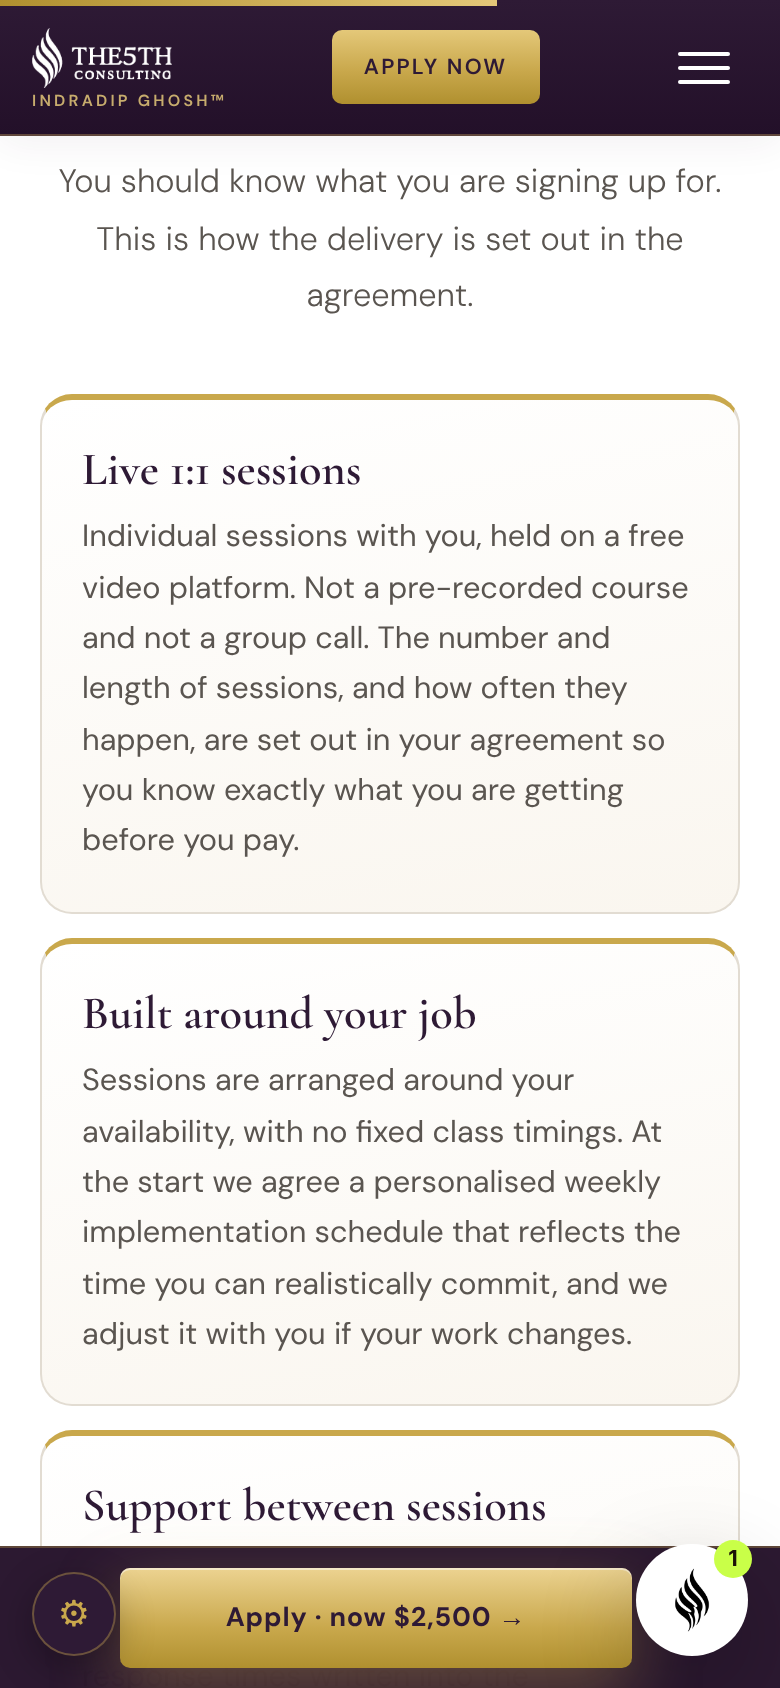 THE5TH
CONSULTING
INDRADIP GHOSH™
APPLY NOW
You should know what you are signing up for.
This is how the delivery is set out in the
agreement.
Live 1:1 sessions
Individual sessions with you, held on a free
video platform. Not a pre-recorded course
and not a group call. The number and
length of sessions, and how often they
happen, are set out in your agreement so
you know exactly what you are getting
before you pay.
Built around your job
Sessions are arranged around your
availability, with no fixed class timings. At
the start we agree a personalised weekly
implementation schedule that reflects the
time you can realistically commit, and we
adjust it with you if your work changes.
Support between sessions
Apply · now $2,500 →
1